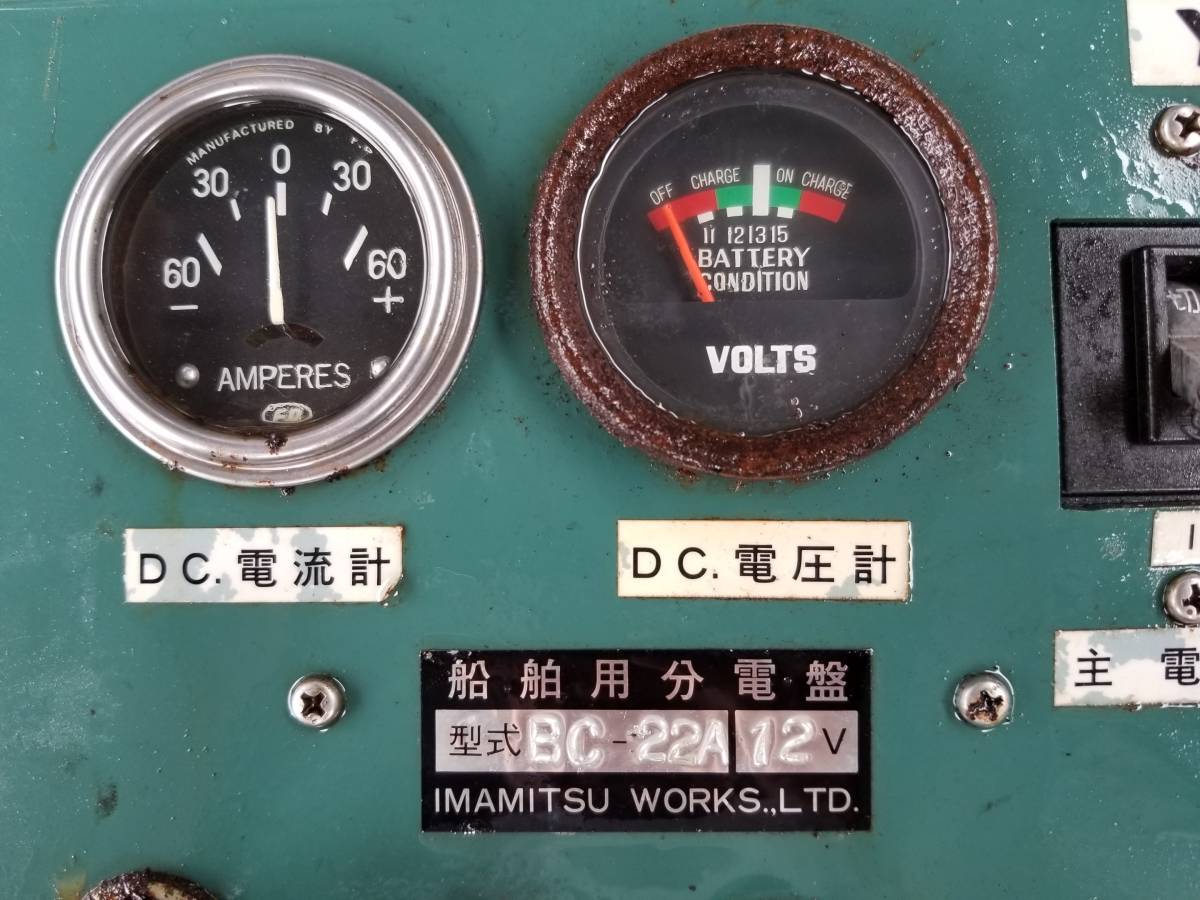 MANUFACTURED BY
30 0 30
60 60
− +
AMPERES
OFF CHARGE ON CHARGE
11 12 13 15
BATTERY
CONDITION
VOLTS
切
DC.電流計
DC.電圧計
主電
船舶用分電盤
型式 BC-22A 12V
IMAMITSU WORKS.,LTD.